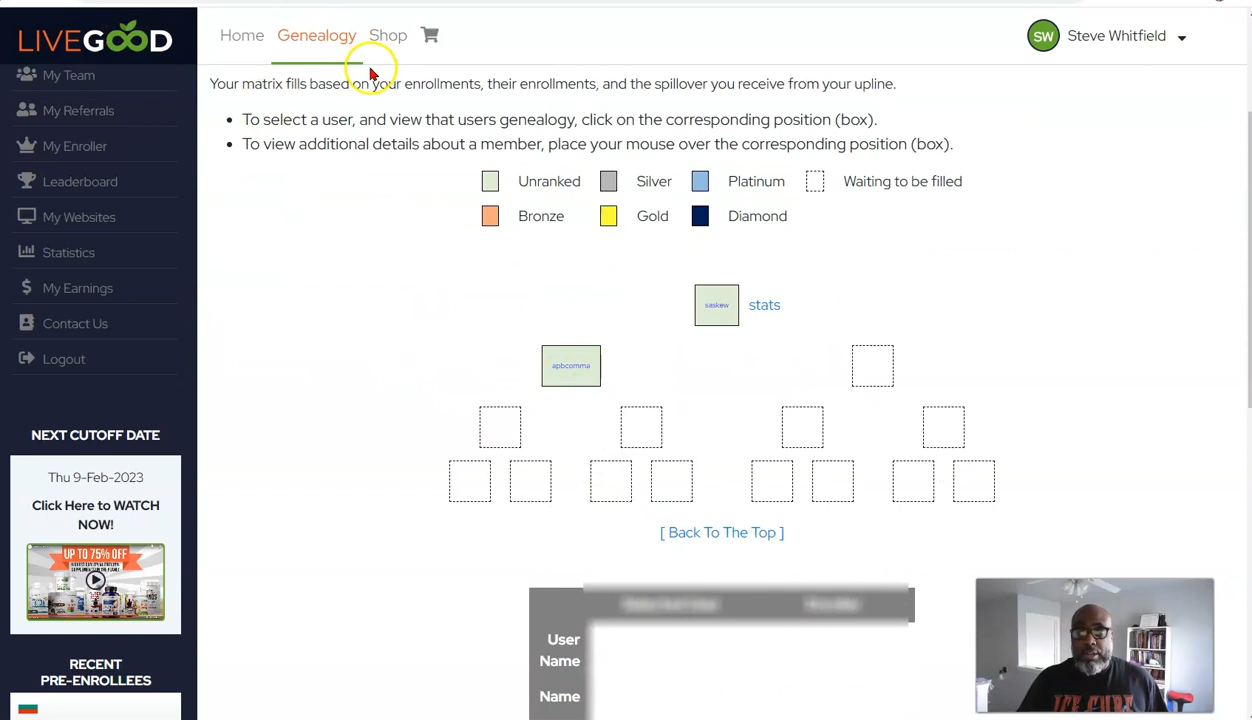 LIVEGOOD
Home
Genealogy
Shop
SW
Steve Whitfield
My Team
My Referrals
My Enroller
Leaderboard
My Websites
Statistics
My Earnings
Contact Us
Logout
NEXT CUTOFF DATE
Thu 9-Feb-2023
Click Here to WATCH
NOW!
UP TO 75% OFF
RECENT
PRE-ENROLLEES
Your matrix fills based on your enrollments, their enrollments, and the spillover you receive from your upline.
• To select a user, and view that users genealogy, click on the corresponding position (box).
• To view additional details about a member, place your mouse over the corresponding position (box).
Unranked
Silver
Platinum
Waiting to be filled
Bronze
Gold
Diamond
saskew
stats
apbcomma
[ Back To The Top ]
User
Name
Name
ICE CUBE